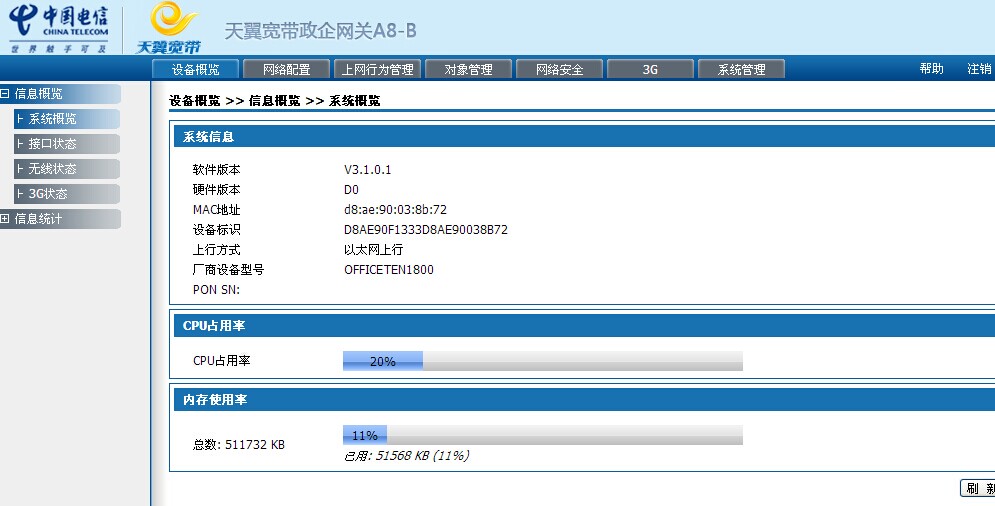 中国电信 CHINA TELECOM
世界触手可及
天翼宽带
天翼宽带政企网关A8-B
设备概览 网络配置 上网行为管理 对象管理 网络安全 3G 系统管理 帮助 注销
信息概览
系统概览
接口状态
无线状态
3G状态
信息统计
设备概览 >> 信息概览 >> 系统概览
系统信息
软件版本 V3.1.0.1
硬件版本 D0
MAC地址 d8:ae:90:03:8b:72
设备标识 D8AE90F1333D8AE90038B72
上行方式 以太网上行
厂商设备型号 OFFICETEN1800
PON SN:
CPU占用率
CPU占用率 20%
内存使用率
总数: 511732 KB 11%
已用: 51568 KB (11%)
刷 新